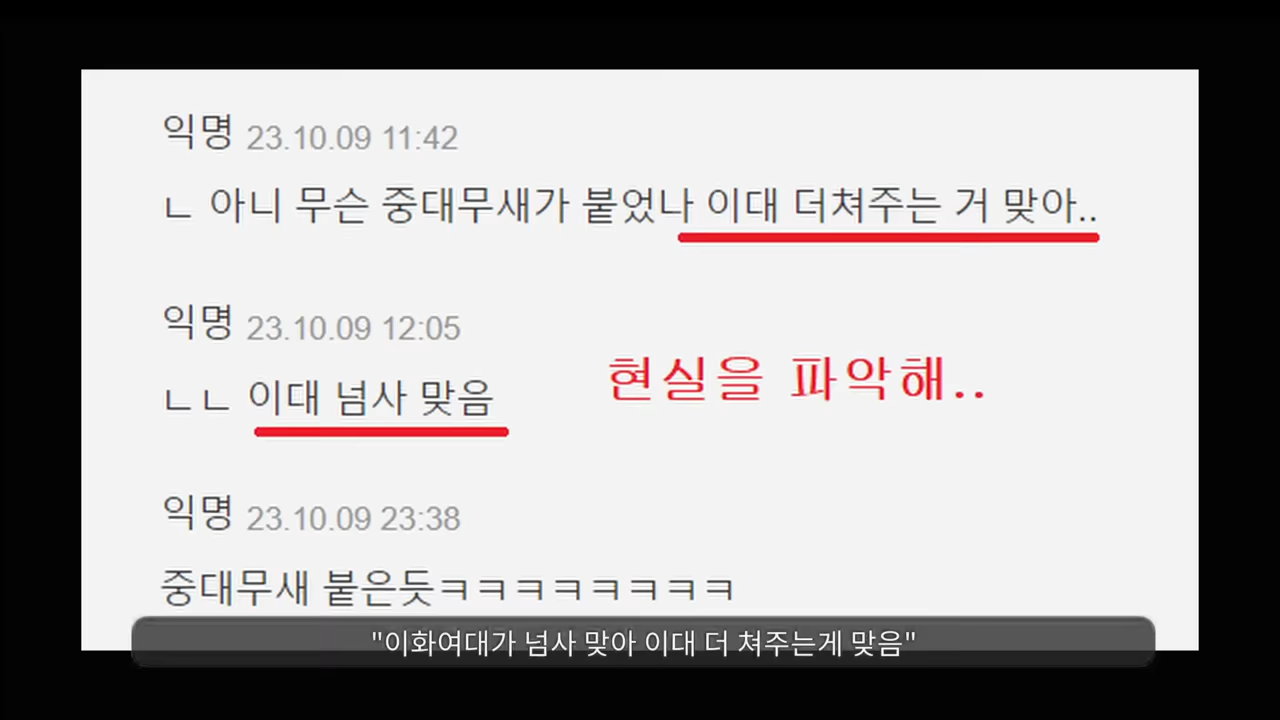 익명 23.10.09 11:42
ㄴ 아니 무슨 중대무새가 붙었나 이대 더쳐주는 거 맞아..
익명 23.10.09 12:05
ㄴㄴ 이대 넘사 맞음
현실을 파악해..
익명 23.10.09 23:38
중대무새 붙은듯ㅋㅋㅋㅋㅋㅋㅋㅋ
"이화여대가 넘사 맞아 이대 더 쳐주는게 맞음"